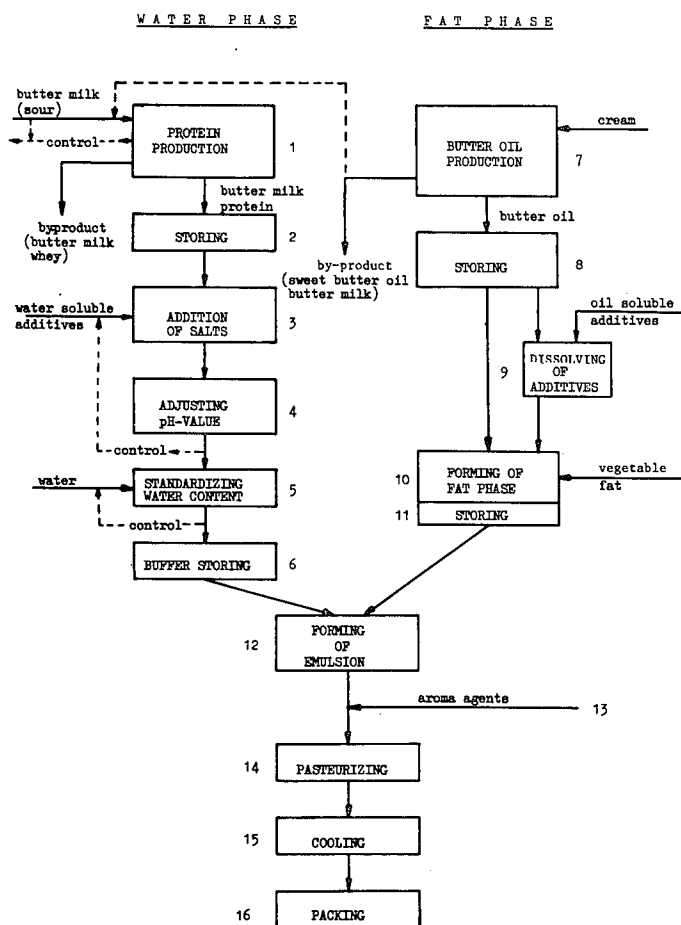 WATER PHASE
FAT PHASE
butter milk
(sour)
control
PROTEIN
PRODUCTION
1
byproduct
(butter milk
whey)
butter milk
protein
STORING
2
water soluble
additives
ADDITION
OF SALTS
3
ADJUSTING
pH-VALUE
4
control
water
STANDARDIZING
WATER CONTENT
5
control
BUFFER STORING
6
cream
BUTTER OIL
PRODUCTION
7
butter oil
by-product
(sweet butter oil
butter milk)
STORING
8
oil soluble
additives
9
DISSOLVING
OF
ADDITIVES
10
FORMING OF
FAT PHASE
vegetable
fat
11
STORING
12
FORMING
OF
EMULSION
aroma agents
13
14
PASTEURIZING
15
COOLING
16
PACKING